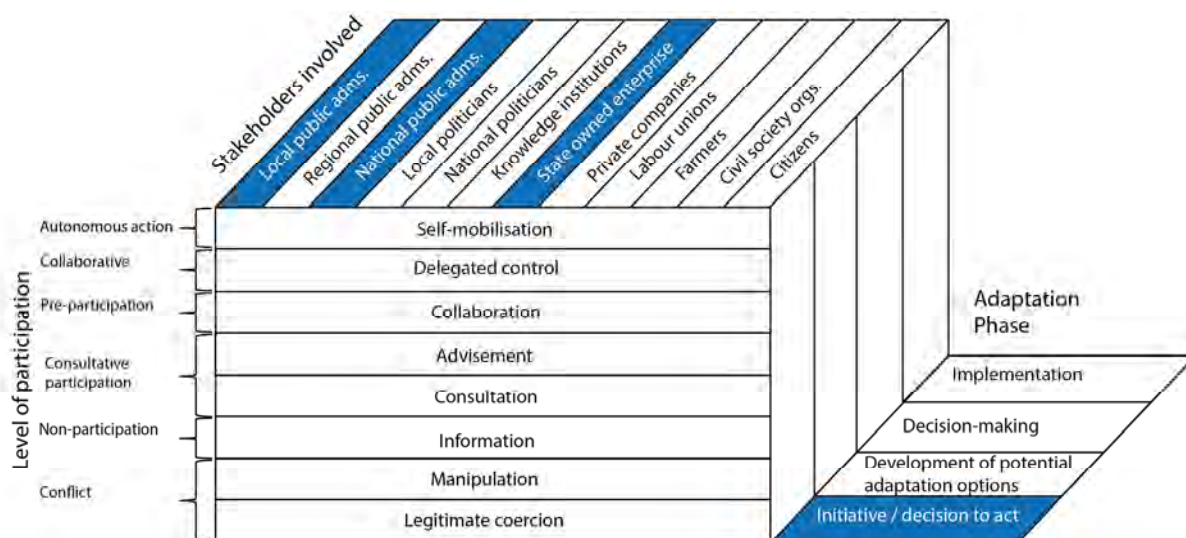 Stakeholders involved
Local public adms.
Regional public adms.
National public adms.
Local politicians
National politicians
Knowledge institutions
State owned enterprise
Private companies
Labour unions
Farmers
Civil society orgs.
Citizens
Level of participation
Autonomous action
Self-mobilisation
Collaborative
Delegated control
Pre-participation
Collaboration
Consultative
participation
Advisement
Consultation
Non-participation
Information
Conflict
Manipulation
Legitimate coercion
Adaptation
Phase
Implementation
Decision-making
Development of potential
adaptation options
Initiative / decision to act